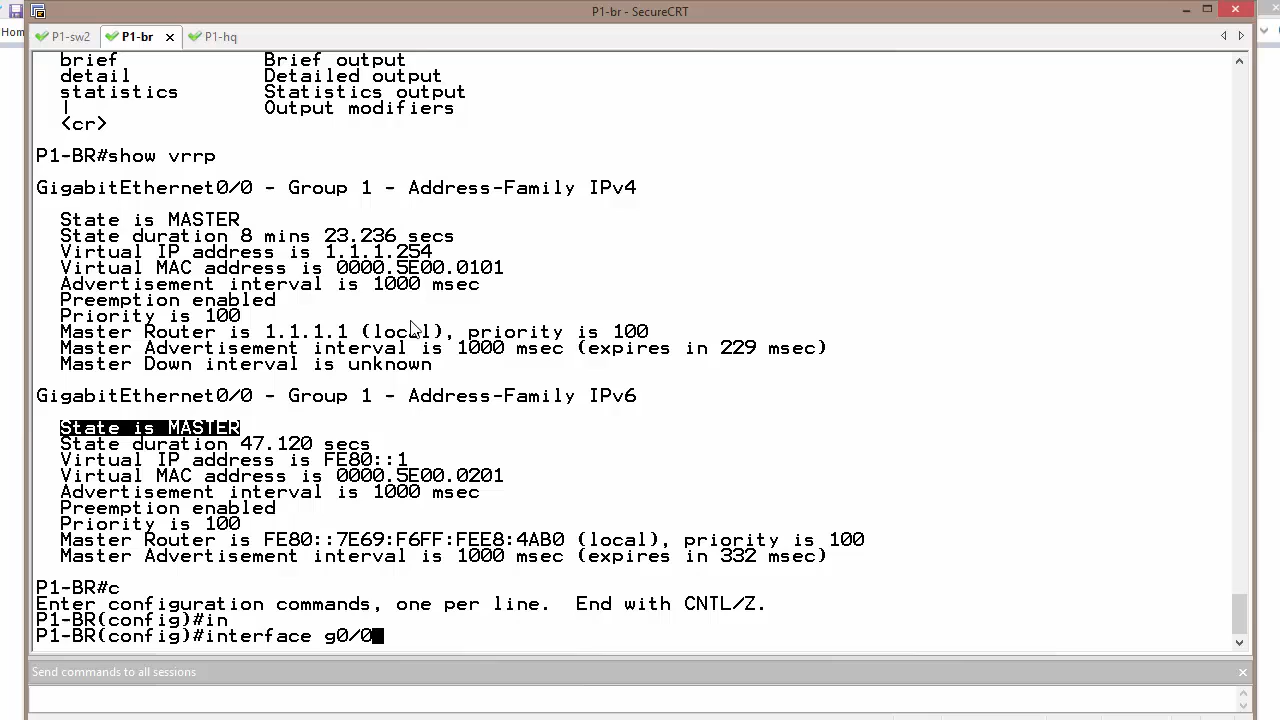 P1-br - SecureCRT
Hom
P1-sw2 P1-br x P1-hq
brief Brief output
detail Detailed output
statistics Statistics output
| Output modifiers
<cr>
P1-BR#show vrrp
GigabitEthernet0/0 - Group 1 - Address-Family IPv4
State is MASTER
State duration 8 mins 23.236 secs
Virtual IP address is 1.1.1.254
Virtual MAC address is 0000.5E00.0101
Advertisement interval is 1000 msec
Preemption enabled
Priority is 100
Master Router is 1.1.1.1 (local), priority is 100
Master Advertisement interval is 1000 msec (expires in 229 msec)
Master Down interval is unknown
GigabitEthernet0/0 - Group 1 - Address-Family IPv6
State is MASTER
State duration 47.120 secs
Virtual IP address is FE80::1
Virtual MAC address is 0000.5E00.0201
Advertisement interval is 1000 msec
Preemption enabled
Priority is 100
Master Router is FE80::7E69:F6FF:FEE8:4AB0 (local), priority is 100
Master Advertisement interval is 1000 msec (expires in 332 msec)
P1-BR#c
Enter configuration commands, one per line. End with CNTL/Z.
P1-BR(config)#in
P1-BR(config)#interface g0/0
Send commands to all sessions